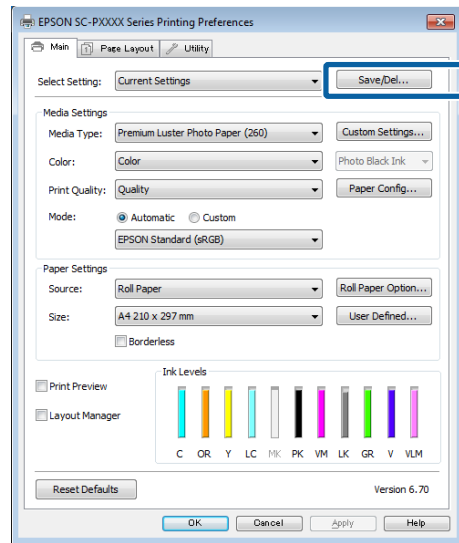 EPSON SC-PXXXX Series Printing Preferences
Main Page Layout Utility
Select Setting: Current Settings Save/Del...
Media Settings
Media Type: Premium Luster Photo Paper (260) Custom Settings...
Color: Color Photo Black Ink
Print Quality: Quality Paper Config...
Mode: Automatic Custom
EPSON Standard (sRGB)
Paper Settings
Source: Roll Paper Roll Paper Option...
Size: A4 210 x 297 mm User Defined...
Borderless
Ink Levels
Print Preview
Layout Manager
C OR Y LC MK PK VM LK GR V VLM
Reset Defaults Version 6.70
OK Cancel Apply Help